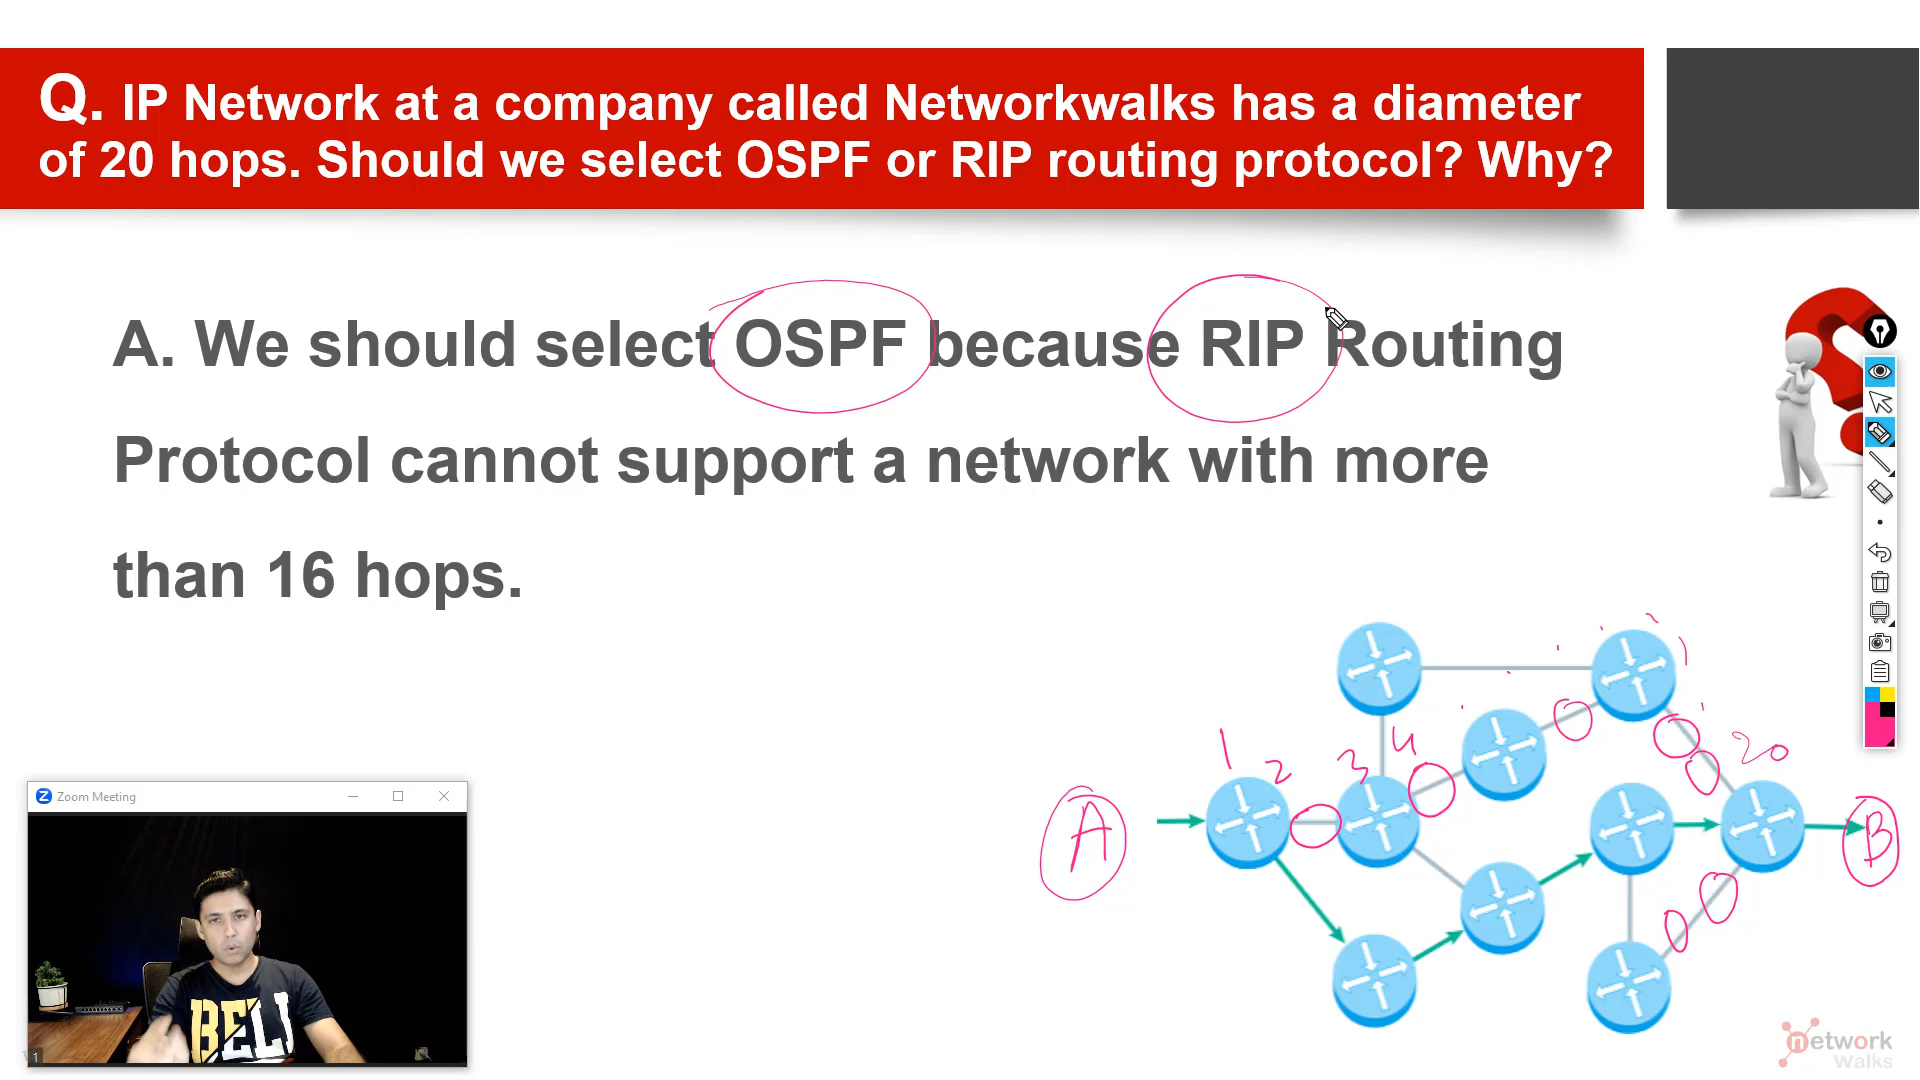 Q. IP Network at a company called Networkwalks has a diameter
of 20 hops. Should we select OSPF or RIP routing protocol? Why?
A. We should select OSPF because RIP Routing
Protocol cannot support a network with more
than 16 hops.
1 2 3 4 20
A
B
Zoom Meeting
BELI
1
network
Walks